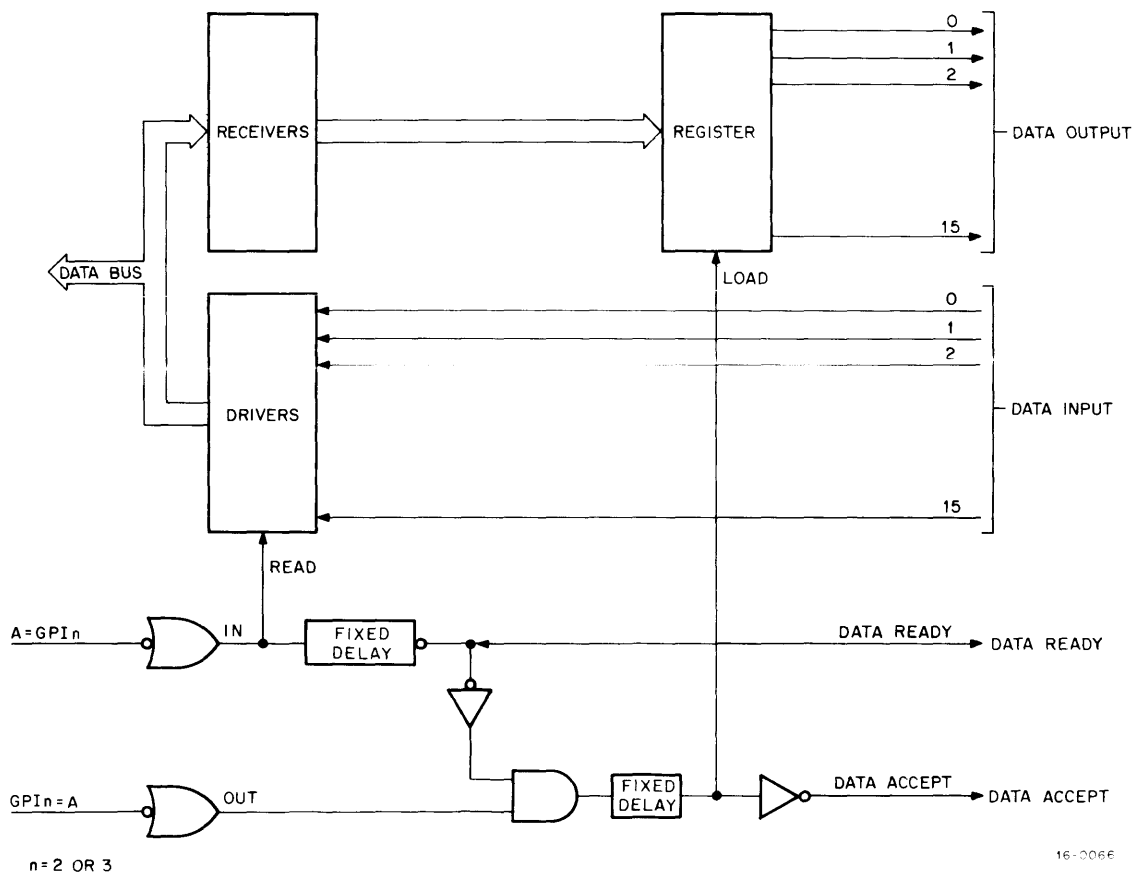 0
1
2
RECEIVERS
REGISTER
DATA OUTPUT
15
DATA BUS
LOAD
0
1
2
DRIVERS
DATA INPUT
15
READ
A=GPIn
IN
FIXED
DELAY
DATA READY
DATA READY
GPIn=A
OUT
FIXED
DELAY
DATA ACCEPT
DATA ACCEPT
n=2 OR 3
16-0066